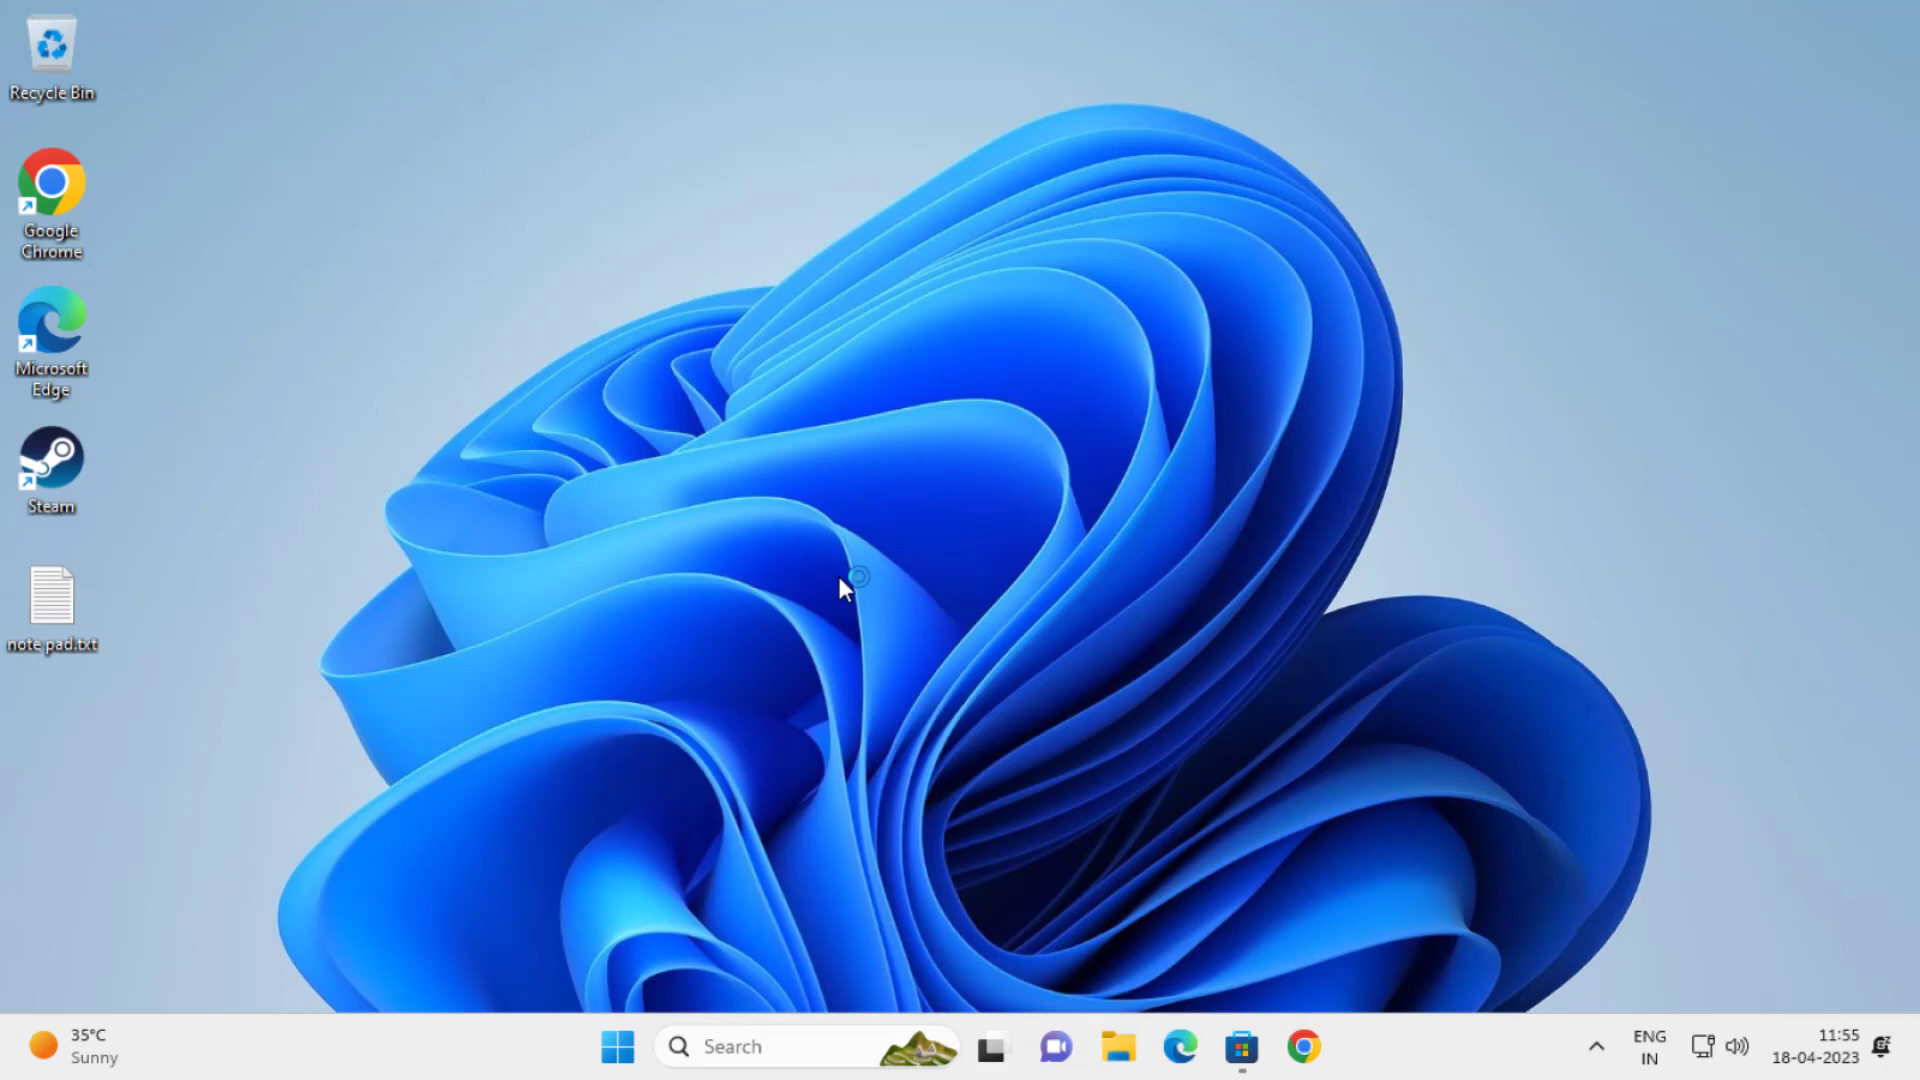 Recycle Bin
Google
Chrome
Microsoft
Edge
Steam
note pad.txt
35°C
Sunny
Search
ENG
IN
11:55
18-04-2023